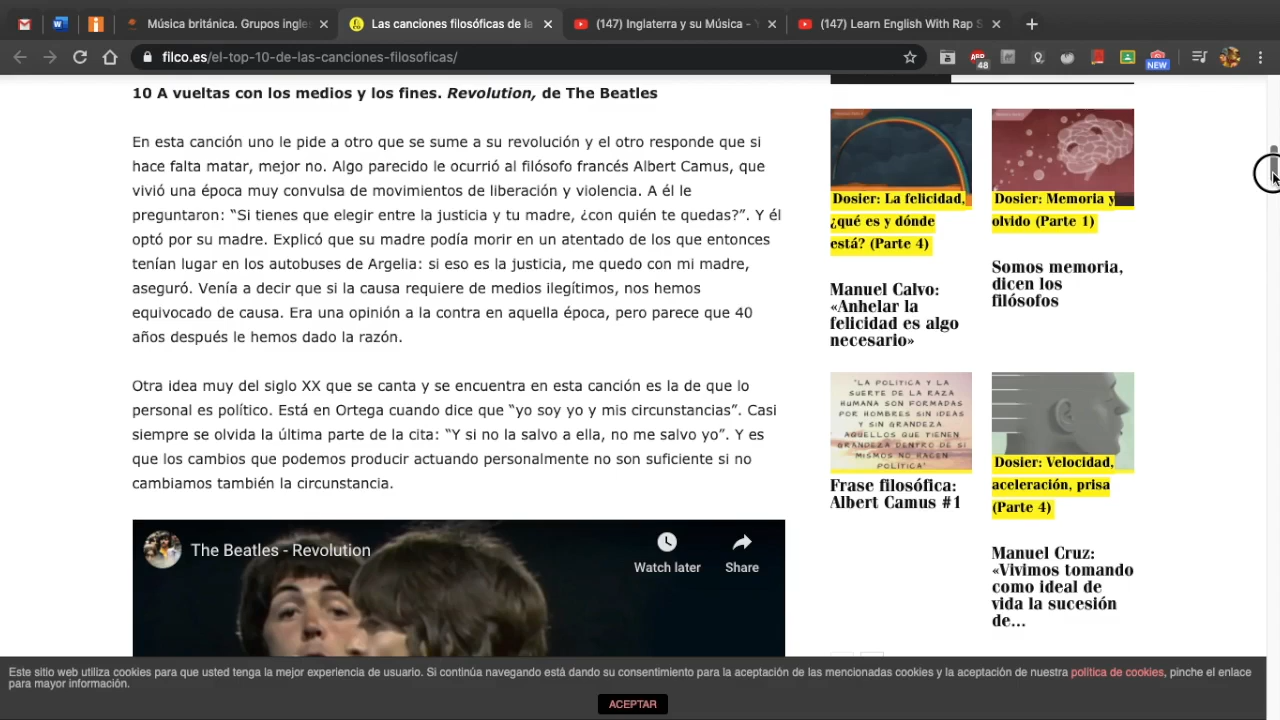 Música británica. Grupos ingle
Las canciones filosóficas de la
(147) Inglaterra y su Música - Y
(147) Learn English With Rap S
filco.es/el-top-10-de-las-canciones-filosoficas/
48
NEW
10 A vueltas con los medios y los fines. Revolution, de The Beatles
En esta canción uno le pide a otro que se sume a su revolución y el otro responde que si
hace falta matar, mejor no. Algo parecido le ocurrió al filósofo francés Albert Camus, que
vivió una época muy convulsa de movimientos de liberación y violencia. A él le
preguntaron: “Si tienes que elegir entre la justicia y tu madre, ¿con quién te quedas?”. Y él
optó por su madre. Explicó que su madre podía morir en un atentado de los que entonces
tenían lugar en los autobuses de Argelia: si eso es la justicia, me quedo con mi madre,
aseguró. Venía a decir que si la causa requiere de medios ilegítimos, nos hemos
equivocado de causa. Era una opinión a la contra en aquella época, pero parece que 40
años después le hemos dado la razón.
Otra idea muy del siglo XX que se canta y se encuentra en esta canción es la de que lo
personal es político. Está en Ortega cuando dice que “yo soy yo y mis circunstancias”. Casi
siempre se olvida la última parte de la cita: “Y si no la salvo a ella, no me salvo yo”. Y es
que los cambios que podemos producir actuando personalmente no son suficiente si no
cambiamos también la circunstancia.
The Beatles - Revolution
Watch later
Share
Dosier: La felicidad,
¿qué es y dónde
está? (Parte 4)
Manuel Calvo:
«Anhelar la
felicidad es algo
necesario»
Dosier: Memoria y
olvido (Parte 1)
Somos memoria,
dicen los
filósofos
"LA POLÍTICA Y LA
SUERTE DE LA RAZA
HUMANA SON FORMADAS
POR HOMBRES SIN IDEAS
Y SIN GRANDEZA
AQUELLOS QUE TIENEN
GRANDEZA DENTRO DE SÍ
MISMOS NO HACEN
POLÍTICA"
Frase filosófica:
Albert Camus #1
Dosier: Velocidad,
aceleración, prisa
(Parte 4)
Manuel Cruz:
«Vivimos tomando
como ideal de
vida la sucesión
de...
Este sitio web utiliza cookies para que usted tenga la mejor experiencia de usuario. Si continúa navegando está dando su consentimiento para la aceptación de las mencionadas cookies y la aceptación de nuestra política de cookies, pinche el enlace
para mayor información.
ACEPTAR